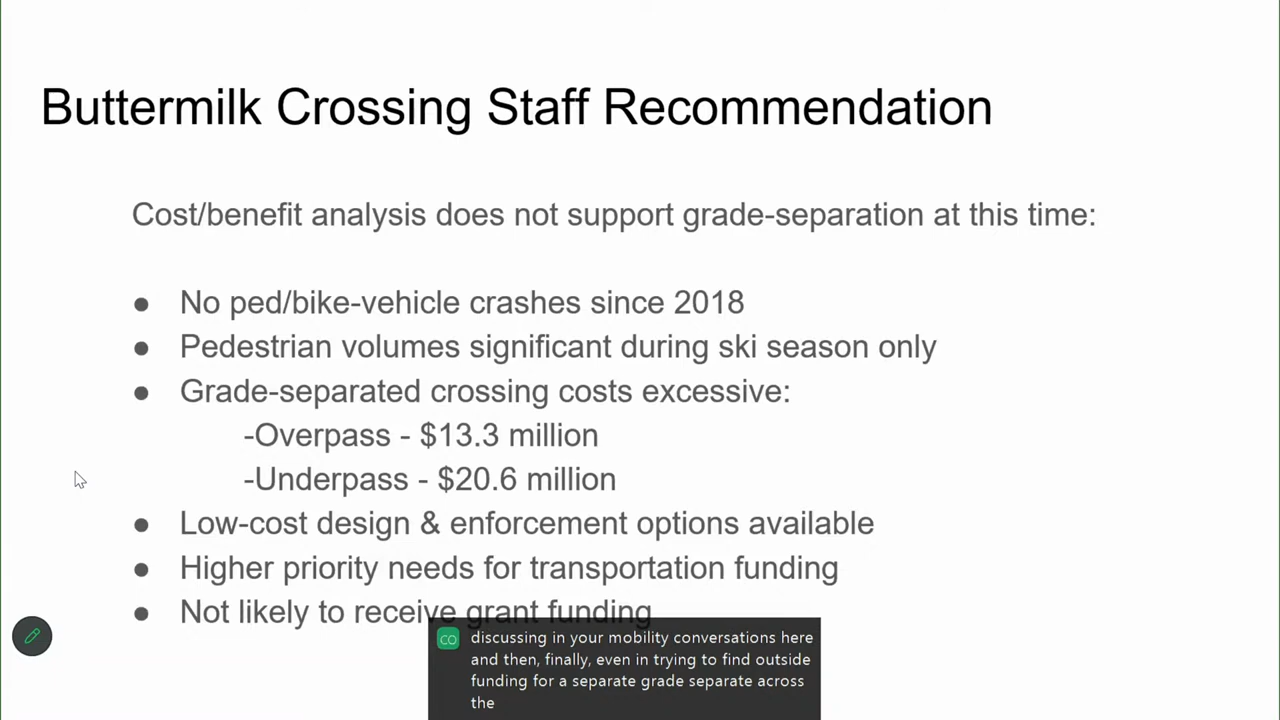 Buttermilk Crossing Staff Recommendation
Cost/benefit analysis does not support grade-separation at this time:
● No ped/bike-vehicle crashes since 2018
● Pedestrian volumes significant during ski season only
● Grade-separated crossing costs excessive:
-Overpass - $13.3 million
-Underpass - $20.6 million
● Low-cost design & enforcement options available
● Higher priority needs for transportation funding
● Not likely to receive grant funding
CO
discussing in your mobility conversations here
and then, finally, even in trying to find outside
funding for a separate grade separate across
the